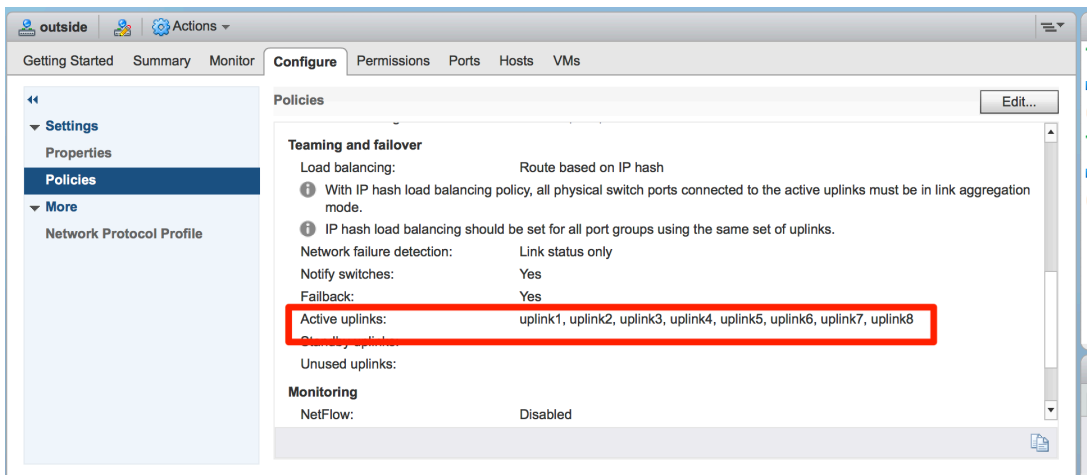 outside Actions
Getting Started Summary Monitor Configure Permissions Ports Hosts VMs
Settings
Properties
Policies
More
Network Protocol Profile
Policies
Edit...
Teaming and failover
Load balancing: Route based on IP hash
With IP hash load balancing policy, all physical switch ports connected to the active uplinks must be in link aggregation
mode.
IP hash load balancing should be set for all port groups using the same set of uplinks.
Network failure detection: Link status only
Notify switches: Yes
Failback: Yes
Active uplinks: uplink1, uplink2, uplink3, uplink4, uplink5, uplink6, uplink7, uplink8
Standby uplinks:
Unused uplinks:
Monitoring
NetFlow: Disabled